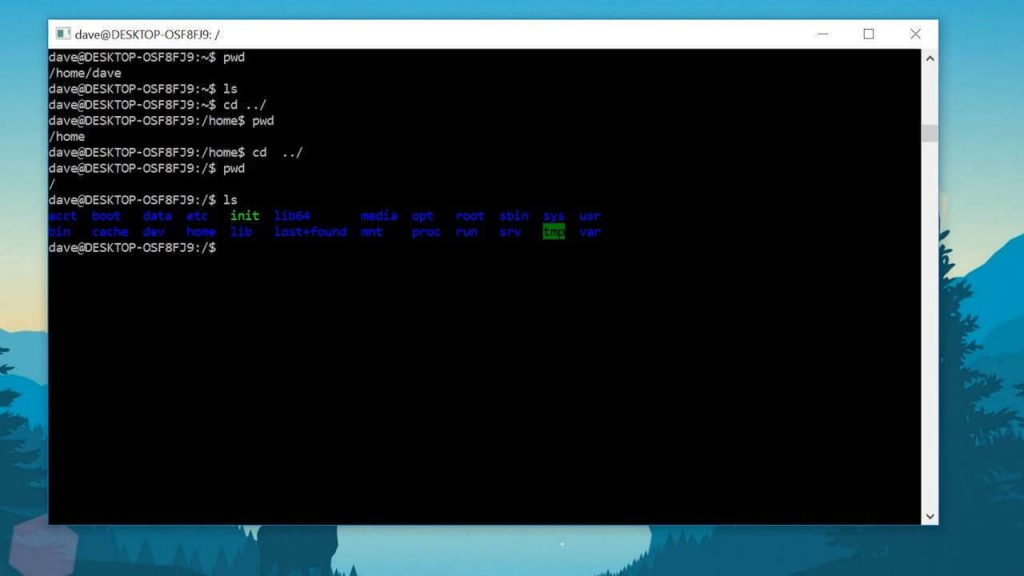 dave@DESKTOP-OSF8FJ9: /
dave@DESKTOP-OSF8FJ9:~$ pwd
/home/dave
dave@DESKTOP-OSF8FJ9:~$ ls
dave@DESKTOP-OSF8FJ9:~$ cd ../
dave@DESKTOP-OSF8FJ9:/home$ pwd
/home
dave@DESKTOP-OSF8FJ9:/home$ cd  ../
dave@DESKTOP-OSF8FJ9:/$ pwd
/
dave@DESKTOP-OSF8FJ9:/$ ls
acct  boot   data  etc   init  lib64       media  opt   root  sbin  sys  usr
bin   cache  dev   home  lib   lost+found  mnt    proc  run   srv   tmp  var
dave@DESKTOP-OSF8FJ9:/$